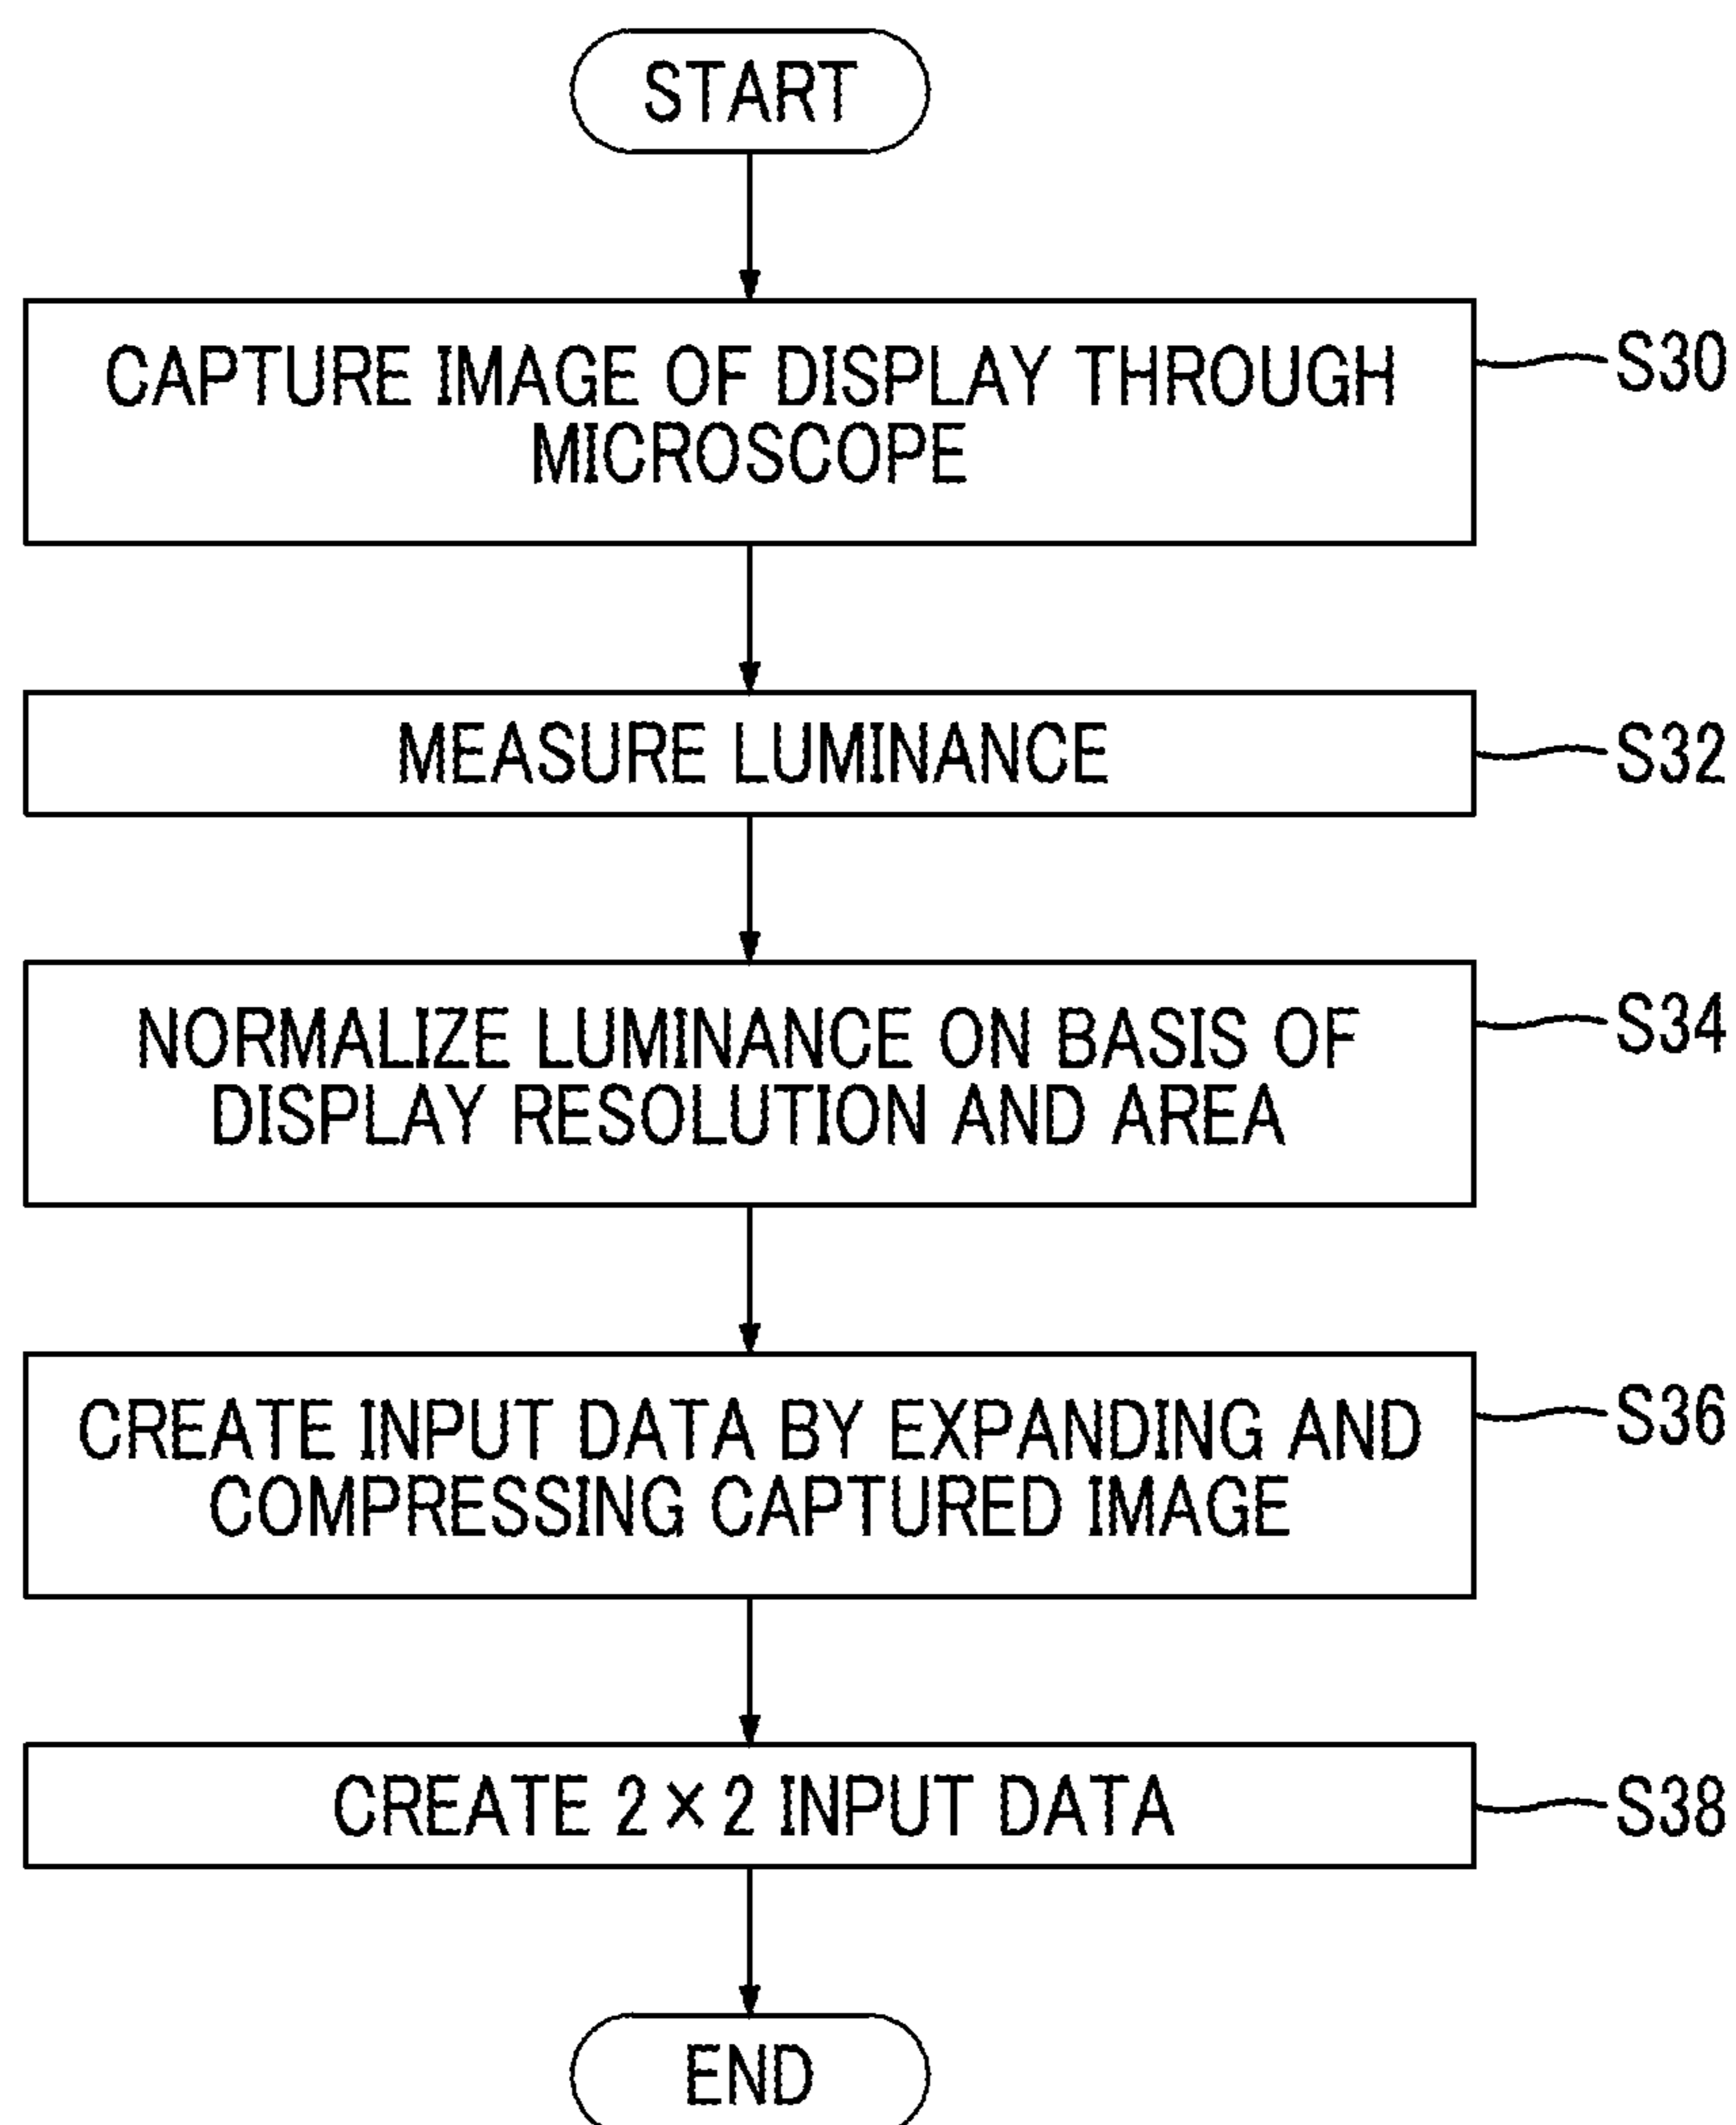 START
CAPTURE IMAGE OF DISPLAY THROUGH
MICROSCOPE
S30
MEASURE LUMINANCE
S32
NORMALIZE LUMINANCE ON BASIS OF
DISPLAY RESOLUTION AND AREA
S34
CREATE INPUT DATA BY EXPANDING AND
COMPRESSING CAPTURED IMAGE
S36
CREATE 2×2 INPUT DATA
S38
END